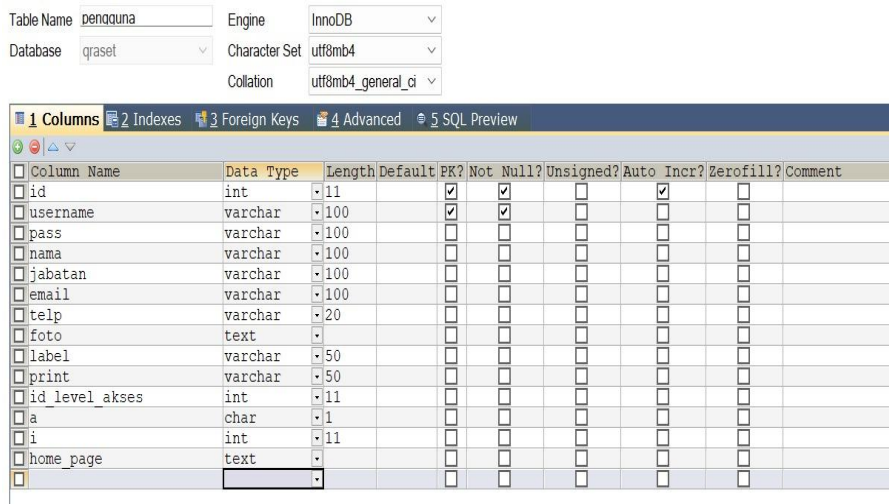 Table Name pengguna Engine InnoDB
Database qraset Character Set utf8mb4
Collation utf8mb4_general_ci
1 Columns 2 Indexes 3 Foreign Keys 4 Advanced 5 SQL Preview
Column Name Data Type Length Default PK? Not Null? Unsigned? Auto Incr? Zerofill? Comment
id int 11
username varchar 100
pass varchar 100
nama varchar 100
jabatan varchar 100
email varchar 100
telp varchar 20
foto text
label varchar 50
print varchar 50
id_level_akses int 11
a char 1
i int 11
home_page text